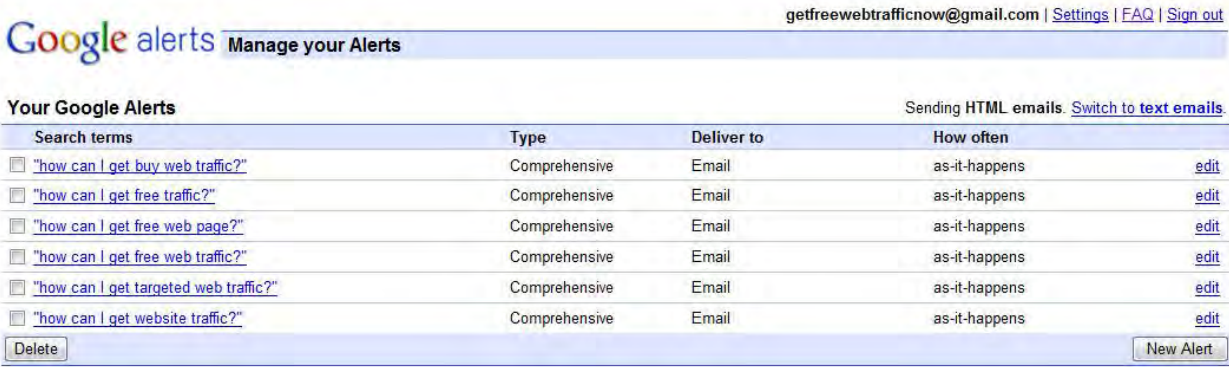 getfreewebtrafficnow@gmail.com | Settings | FAQ | Sign out
Google alerts Manage your Alerts
Your Google Alerts Sending HTML emails. Switch to text emails.
Search terms Type Deliver to How often
"how can I get buy web traffic?" Comprehensive Email as-it-happens edit
"how can I get free traffic?" Comprehensive Email as-it-happens edit
"how can I get free web page?" Comprehensive Email as-it-happens edit
"how can I get free web traffic?" Comprehensive Email as-it-happens edit
"how can I get targeted web traffic?" Comprehensive Email as-it-happens edit
"how can I get website traffic?" Comprehensive Email as-it-happens edit
Delete New Alert